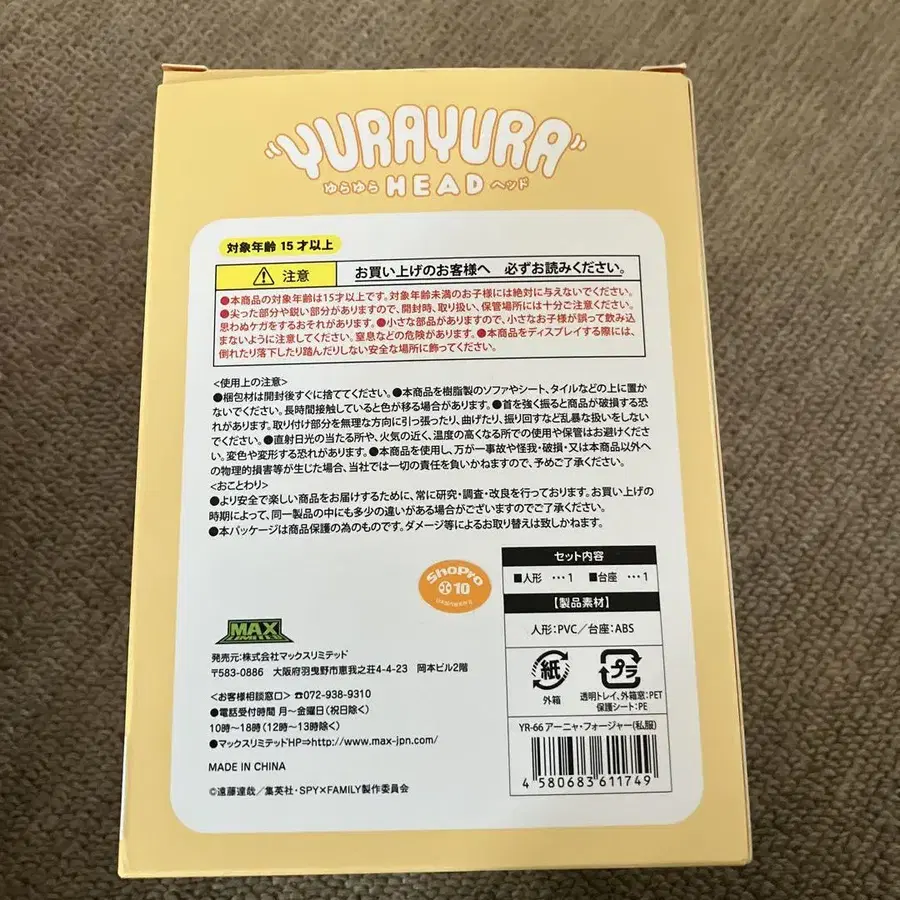 "YURAYURA"
ゆらゆら HEAD ヘッド
対象年齢 15才以上
注意
お買い上げのお客様へ 必ずお読みください。
●本商品の対象年齢は15才以上です。対象年齢未満のお子様には絶対に与えないでください。
●尖った部分や鋭い部分がありますので、開封時、取り扱い、保管場所には十分ご注意ください。
思わぬケガをするおそれがあります。●小さな部品がありますので、小さなお子様が誤って飲み込
まないように注意してください。窒息などの危険があります。●本商品をディスプレイする際には、
倒れたり落下したり踏んだりしない安全な場所に飾ってください。
<使用上の注意>
●梱包材は開封後すぐに捨ててください。●本商品を樹脂製のソファやシート、タイルなどの上に置か
ないでください。長時間接触していると色が移る場合があります。●首を強く振ると商品が破損する恐
れがあります。取り付け部分を無理な方向に引っ張ったり、曲げたり、振り回すなど乱暴な扱いをしない
でください。●直射日光の当たる所や、火気の近く、温度の高くなる所での使用や保管はお避けくださ
い。変色や変形する恐れがあります。●本商品を使用し、万が一事故や怪我・破損・又は本商品以外へ
の物理的損害等が生じた場合、当社では一切の責任を負いかねますので、予めご了承ください。
<おことわり>
●より安全で楽しい商品をお届けするために、常に研究・調査・改良を行っております。お買い上げの
時期によって、同一製品の中にも多少の違いがある場合がございますのでご了承ください。
●本パッケージは商品保護の為のものです。ダメージ等によるお取り替えは致しかねます。
ShoPro
10
セット内容
■人形 …1 ■台座 …1
【製品素材】
人形:PVC/台座:ABS
紙
プラ
外箱
透明トレイ、外箱窓:PET
保護シート:PE
MAX
LIMITED
発売元:株式会社マックスリミテッド
〒583-0886 大阪府羽曳野市恵我之荘4-4-23 岡本ビル2階
<お客様相談窓口> ☎072-938-9310
●電話受付時間 月〜金曜日(祝日除く)
10時〜18時(12時〜13時除く)
●マックスリミテッドHP⇒http://www.max-jpn.com/
MADE IN CHINA
©遠藤達哉/集英社・SPY×FAMILY製作委員会
YR-66 アーニャ・フォージャー(私服)
4 580683 611749